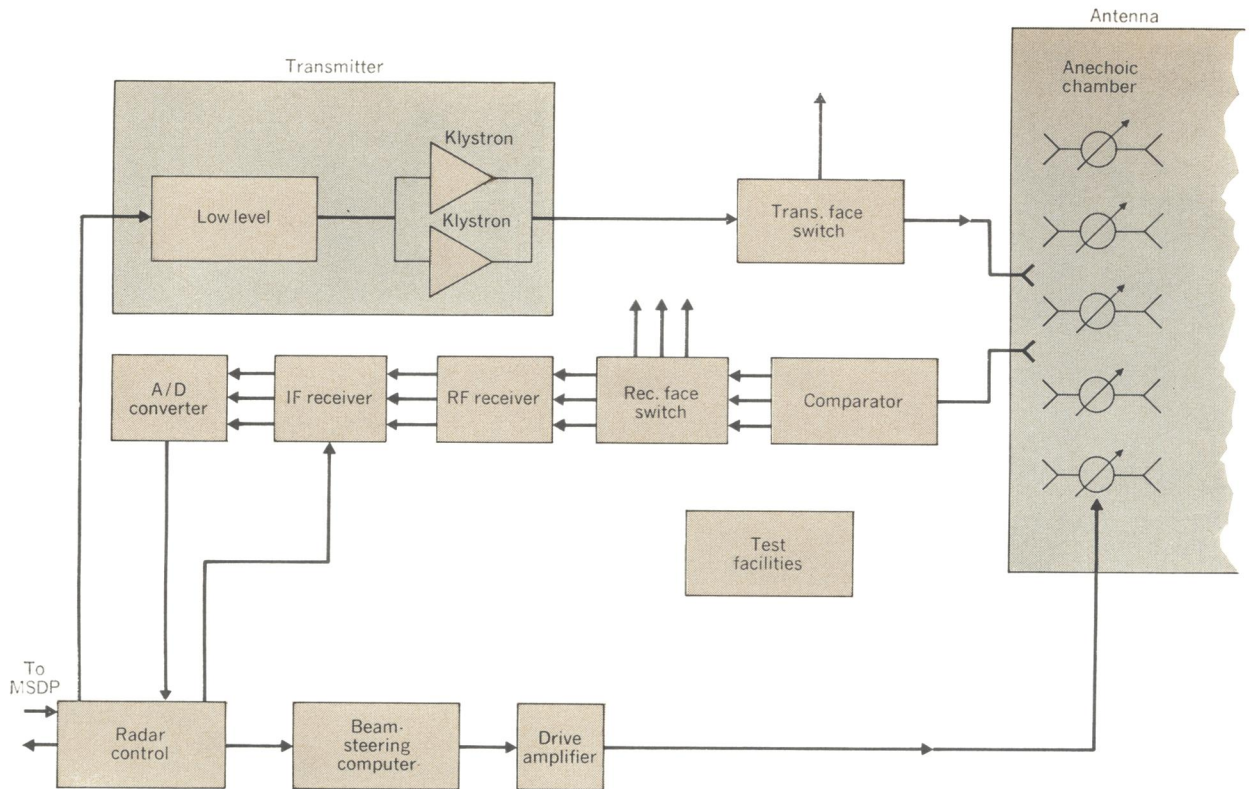 Antenna
Transmitter
Anechoic
chamber
Klystron
Low level
Klystron
Trans. face
switch
A/D
converter
IF receiver
RF receiver
Rec. face
switch
Comparator
Test
facilities
To
MSDP
Radar
control
Beam-
steering
computer
Drive
amplifier